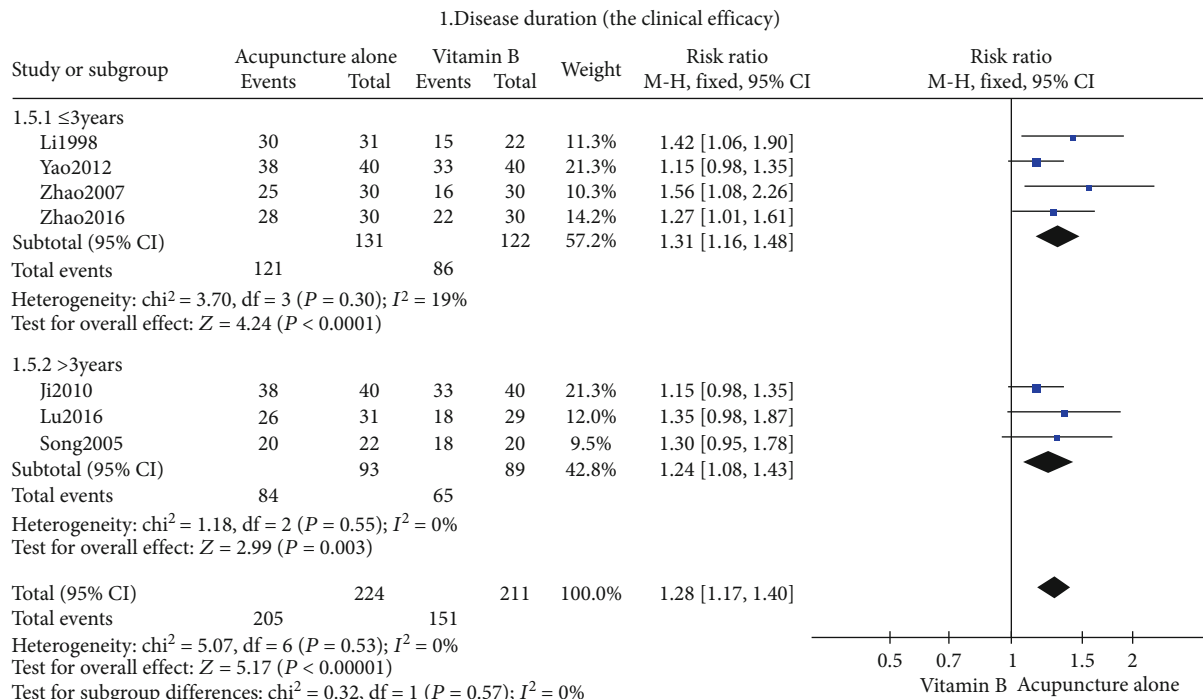 1.Disease duration (the clinical efficacy)
Study or subgroup Acupuncture alone Vitamin B Weight Risk ratio Risk ratio
Events Total Events Total M-H, fixed, 95% CI M-H, fixed, 95% CI
1.5.1 ≤3years
Li1998 30 31 15 22 11.3% 1.42 [1.06, 1.90]
Yao2012 38 40 33 40 21.3% 1.15 [0.98, 1.35]
Zhao2007 25 30 16 30 10.3% 1.56 [1.08, 2.26]
Zhao2016 28 30 22 30 14.2% 1.27 [1.01, 1.61]
Subtotal (95% CI) 131 122 57.2% 1.31 [1.16, 1.48]
Total events 121 86
Heterogeneity: chi² = 3.70, df = 3 (P = 0.30); I² = 19%
Test for overall effect: Z = 4.24 (P < 0.0001)
1.5.2 >3years
Ji2010 38 40 33 40 21.3% 1.15 [0.98, 1.35]
Lu2016 26 31 18 29 12.0% 1.35 [0.98, 1.87]
Song2005 20 22 18 20 9.5% 1.30 [0.95, 1.78]
Subtotal (95% CI) 93 89 42.8% 1.24 [1.08, 1.43]
Total events 84 65
Heterogeneity: chi² = 1.18, df = 2 (P = 0.55); I² = 0%
Test for overall effect: Z = 2.99 (P = 0.003)
Total (95% CI) 224 211 100.0% 1.28 [1.17, 1.40]
Total events 205 151
Heterogeneity: chi² = 5.07, df = 6 (P = 0.53); I² = 0%
Test for overall effect: Z = 5.17 (P < 0.00001)
Test for subgroup differences: chi² = 0.32, df = 1 (P = 0.57); I² = 0%
0.5 0.7 1 1.5 2
Vitamin B Acupuncture alone